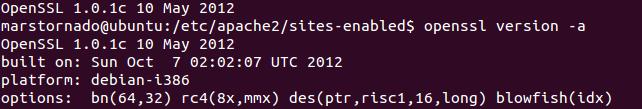 OpenSSL 1.0.1c 10 May 2012
marstornado@ubuntu:/etc/apache2/sites-enabled$ openssl version -a
OpenSSL 1.0.1c 10 May 2012
built on: Sun Oct  7 02:02:07 UTC 2012
platform: debian-i386
options:  bn(64,32) rc4(8x,mmx) des(ptr,risc1,16,long) blowfish(idx)